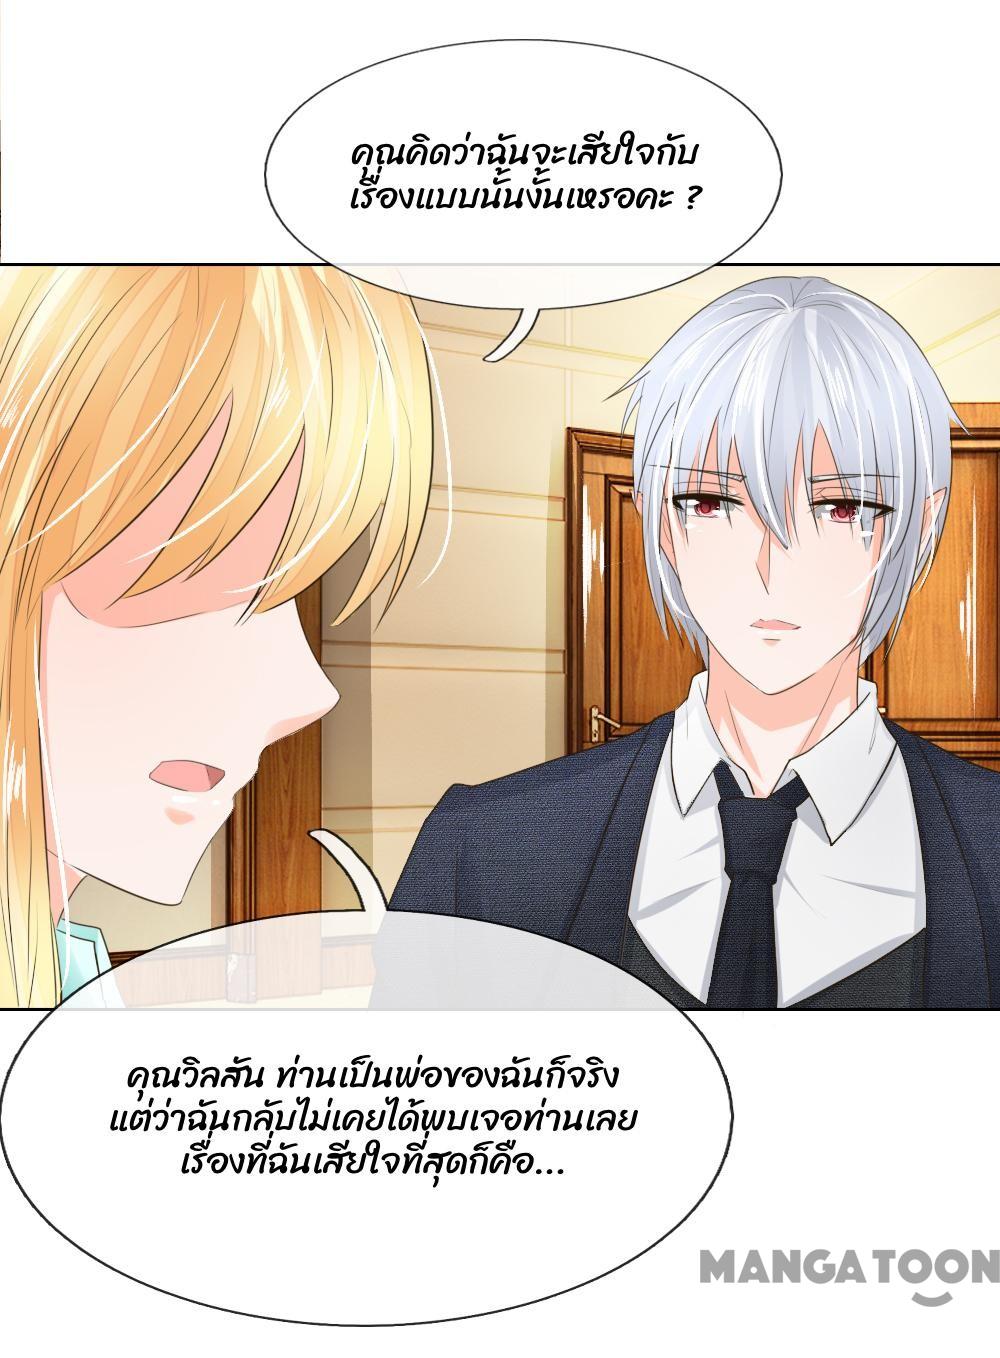 คุณคิดว่าฉันจะเสียใจกับ
เรื่องแบบนั้นงั้นเหรอคะ ?
คุณวิลสัน ท่านเป็นพ่อของฉันก็จริง
แต่ว่าฉันกลับไม่เคยได้พบเจอท่านเลย
เรื่องที่ฉันเสียใจที่สุดก็คือ...
MANGATOON